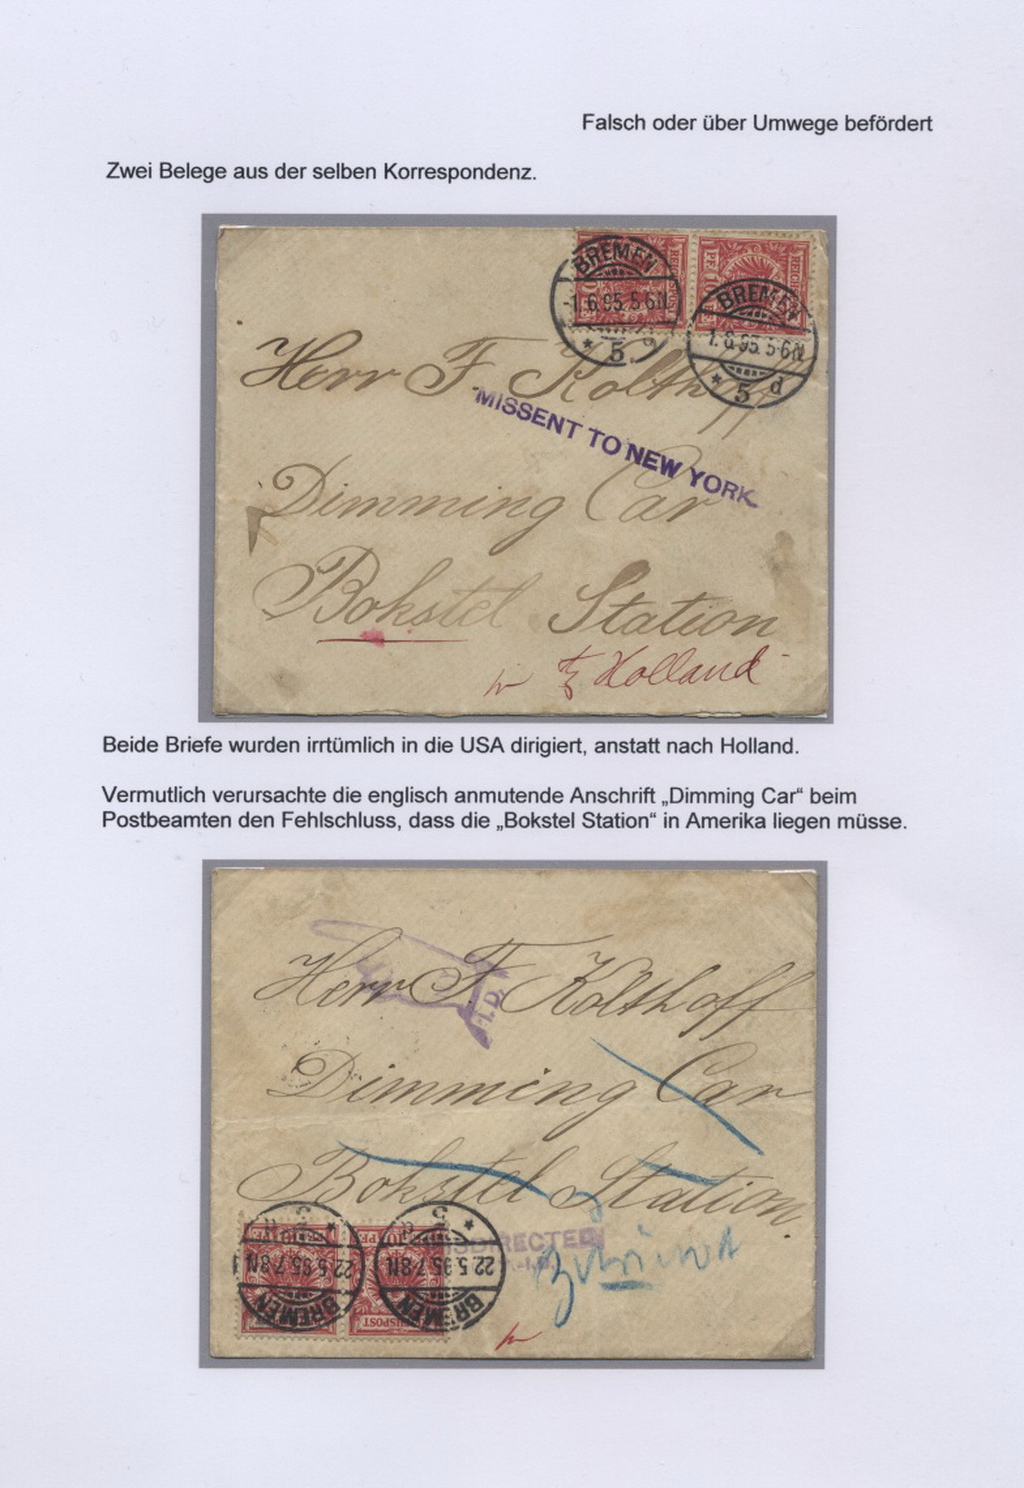 Falsch oder über Umwege befördert
Zwei Belege aus der selben Korrespondenz.
BREMEN
-1.6.95.5-6N
* 5
BREMEN
1.6.95.5-6N
* 5 d
Herr F. Kolthoff
MISSENT TO NEW YORK.
Dimming Car
Bokstel Station
Holland
Beide Briefe wurden irrtümlich in die USA dirigiert, anstatt nach Holland.
Vermutlich verursachte die englisch anmutende Anschrift „Dimming Car“ beim
Postbeamten den Fehlschluss, dass die „Bokstel Station“ in Amerika liegen müsse.
Herr F. Kolthoff
Dimming Car
Bokstel Station
SDIRECTED
zurück
BREMEN
22.5.95.7-8N
BREMEN
22.5.95.7-8N
REICHSPOST